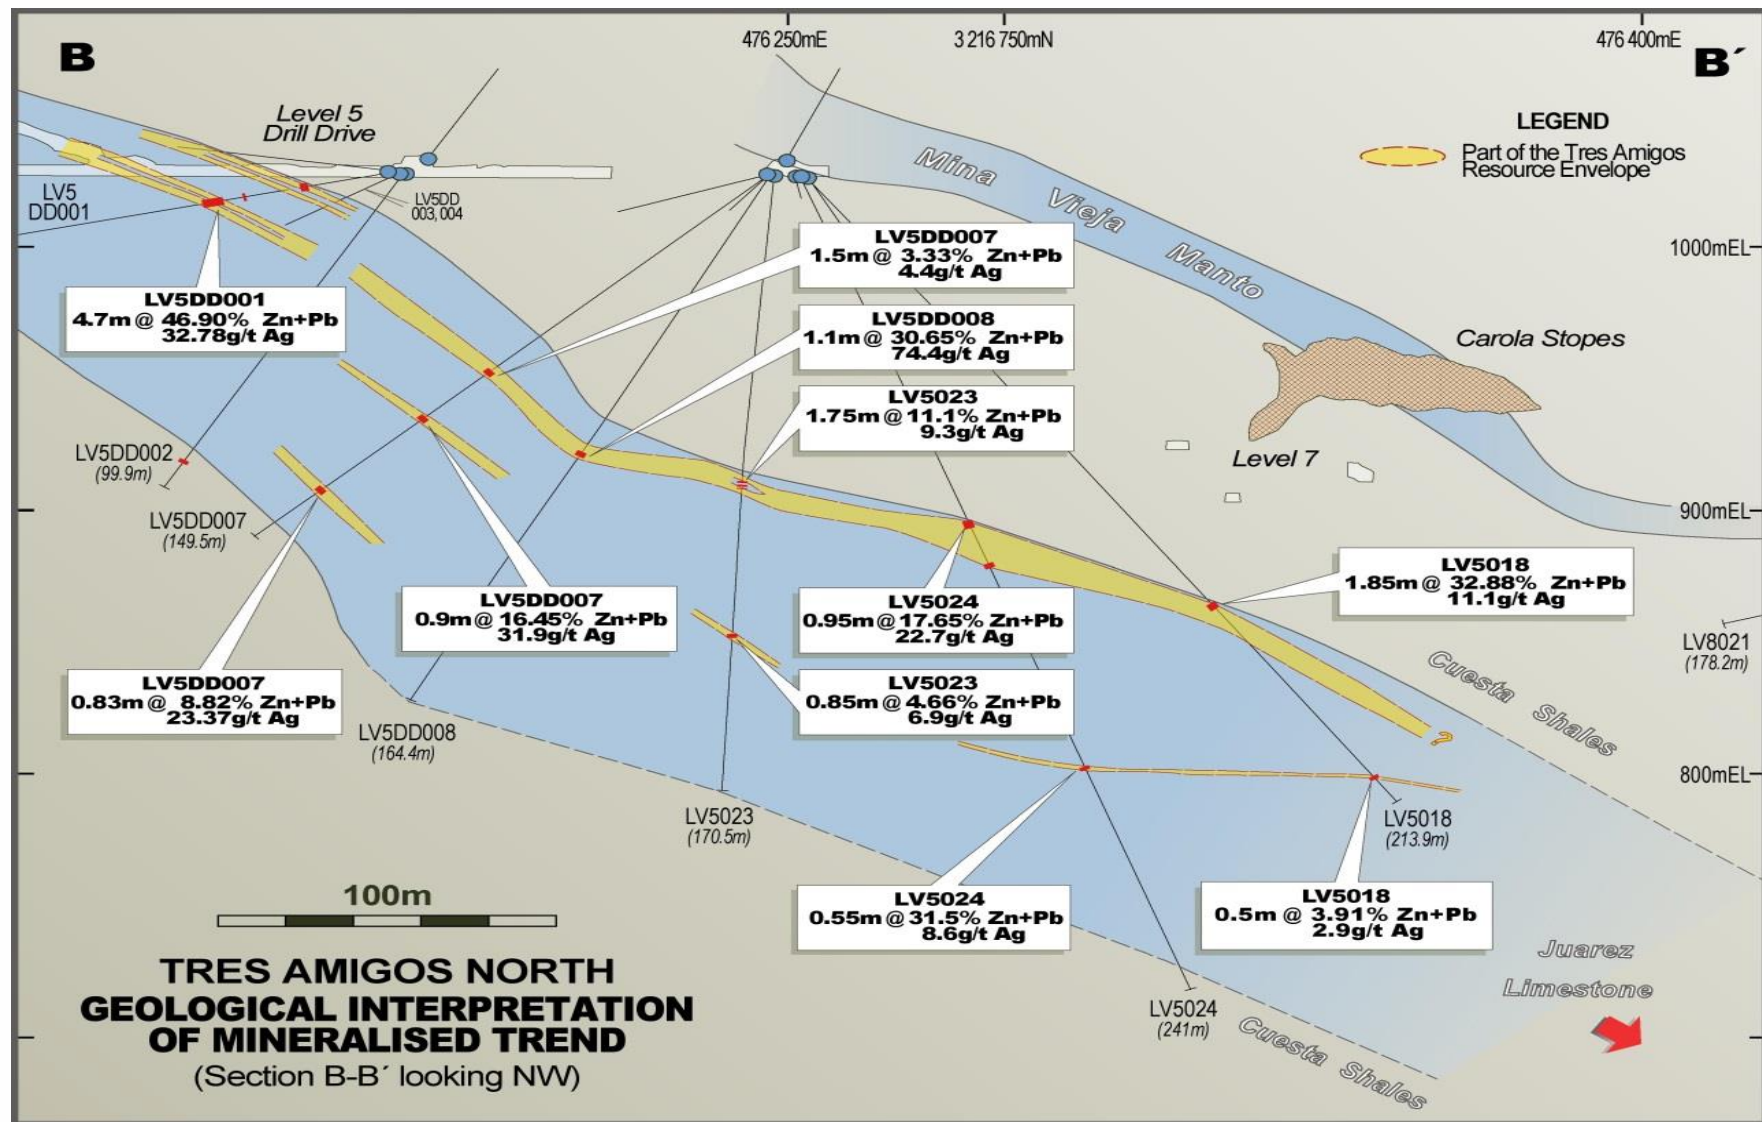 476 250mE
3 216 750mN
476 400mE
B
B´
Level 5
Drill Drive
LEGEND
Part of the Tres Amigos
Resource Envelope
Mina Vieja Manto
LV5
DD001
LV5DD
003,004
1000mEL
LV5DD007
1.5m @ 3.33% Zn+Pb
4.4g/t Ag
LV5DD001
4.7m @ 46.90% Zn+Pb
32.78g/t Ag
LV5DD008
1.1m @ 30.65% Zn+Pb
74.4g/t Ag
Carola Stopes
LV5023
1.75m @ 11.1% Zn+Pb
9.3g/t Ag
Level 7
LV5DD002
(99.9m)
LV5DD007
(149.5m)
900mEL
LV5018
1.85m @ 32.88% Zn+Pb
11.1g/t Ag
LV5DD007
0.9m @ 16.45% Zn+Pb
31.9g/t Ag
LV5024
0.95m @ 17.65% Zn+Pb
22.7g/t Ag
LV8021
(178.2m)
Cuesta Shales
LV5DD007
0.83m @ 8.82% Zn+Pb
23.37g/t Ag
LV5023
0.85m @ 4.66% Zn+Pb
6.9g/t Ag
LV5DD008
(164.4m)
?
800mEL
LV5023
(170.5m)
LV5018
(213.9m)
100m
LV5024
0.55m @ 31.5% Zn+Pb
8.6g/t Ag
LV5018
0.5m @ 3.91% Zn+Pb
2.9g/t Ag
Juarez
Limestone
TRES AMIGOS NORTH
GEOLOGICAL INTERPRETATION
OF MINERALISED TREND
(Section B-B´ looking NW)
LV5024
(241m)
Cuesta Shales